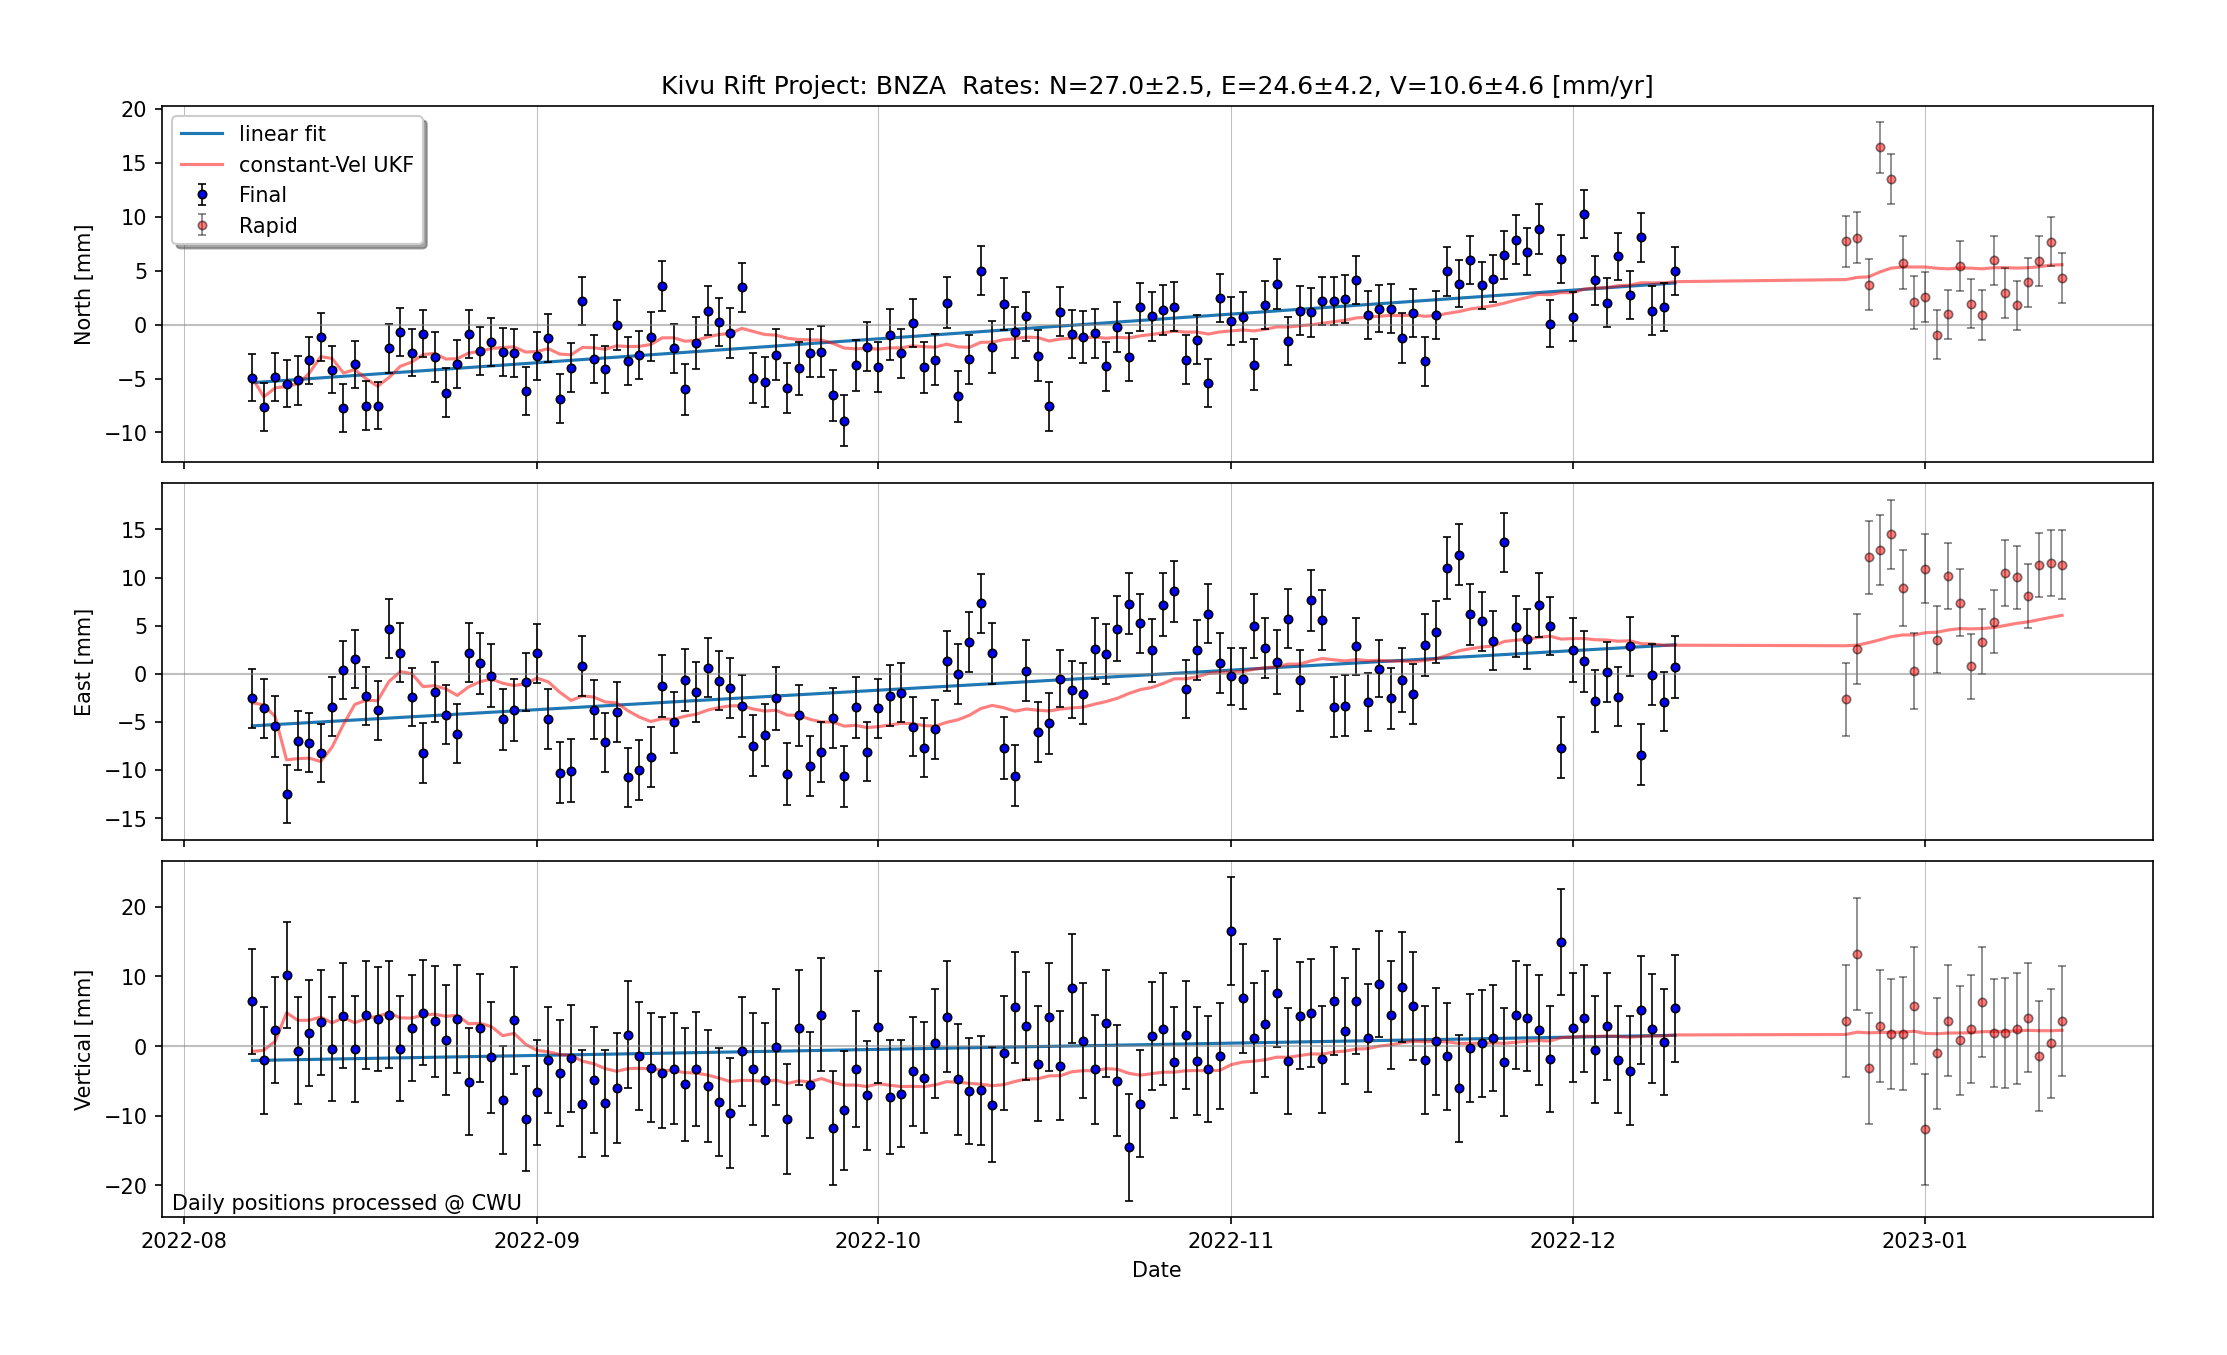 Kivu Rift Project: BNZA  Rates: N=27.0±2.5, E=24.6±4.2, V=10.6±4.6 [mm/yr]
linear fit
constant-Vel UKF
Final
Rapid
North [mm]
20
15
10
5
0
−5
−10
East [mm]
15
10
5
0
−5
−10
−15
Vertical [mm]
20
10
0
−10
−20
Daily positions processed @ CWU
2022-08 2022-09 2022-10 2022-11 2022-12 2023-01
Date